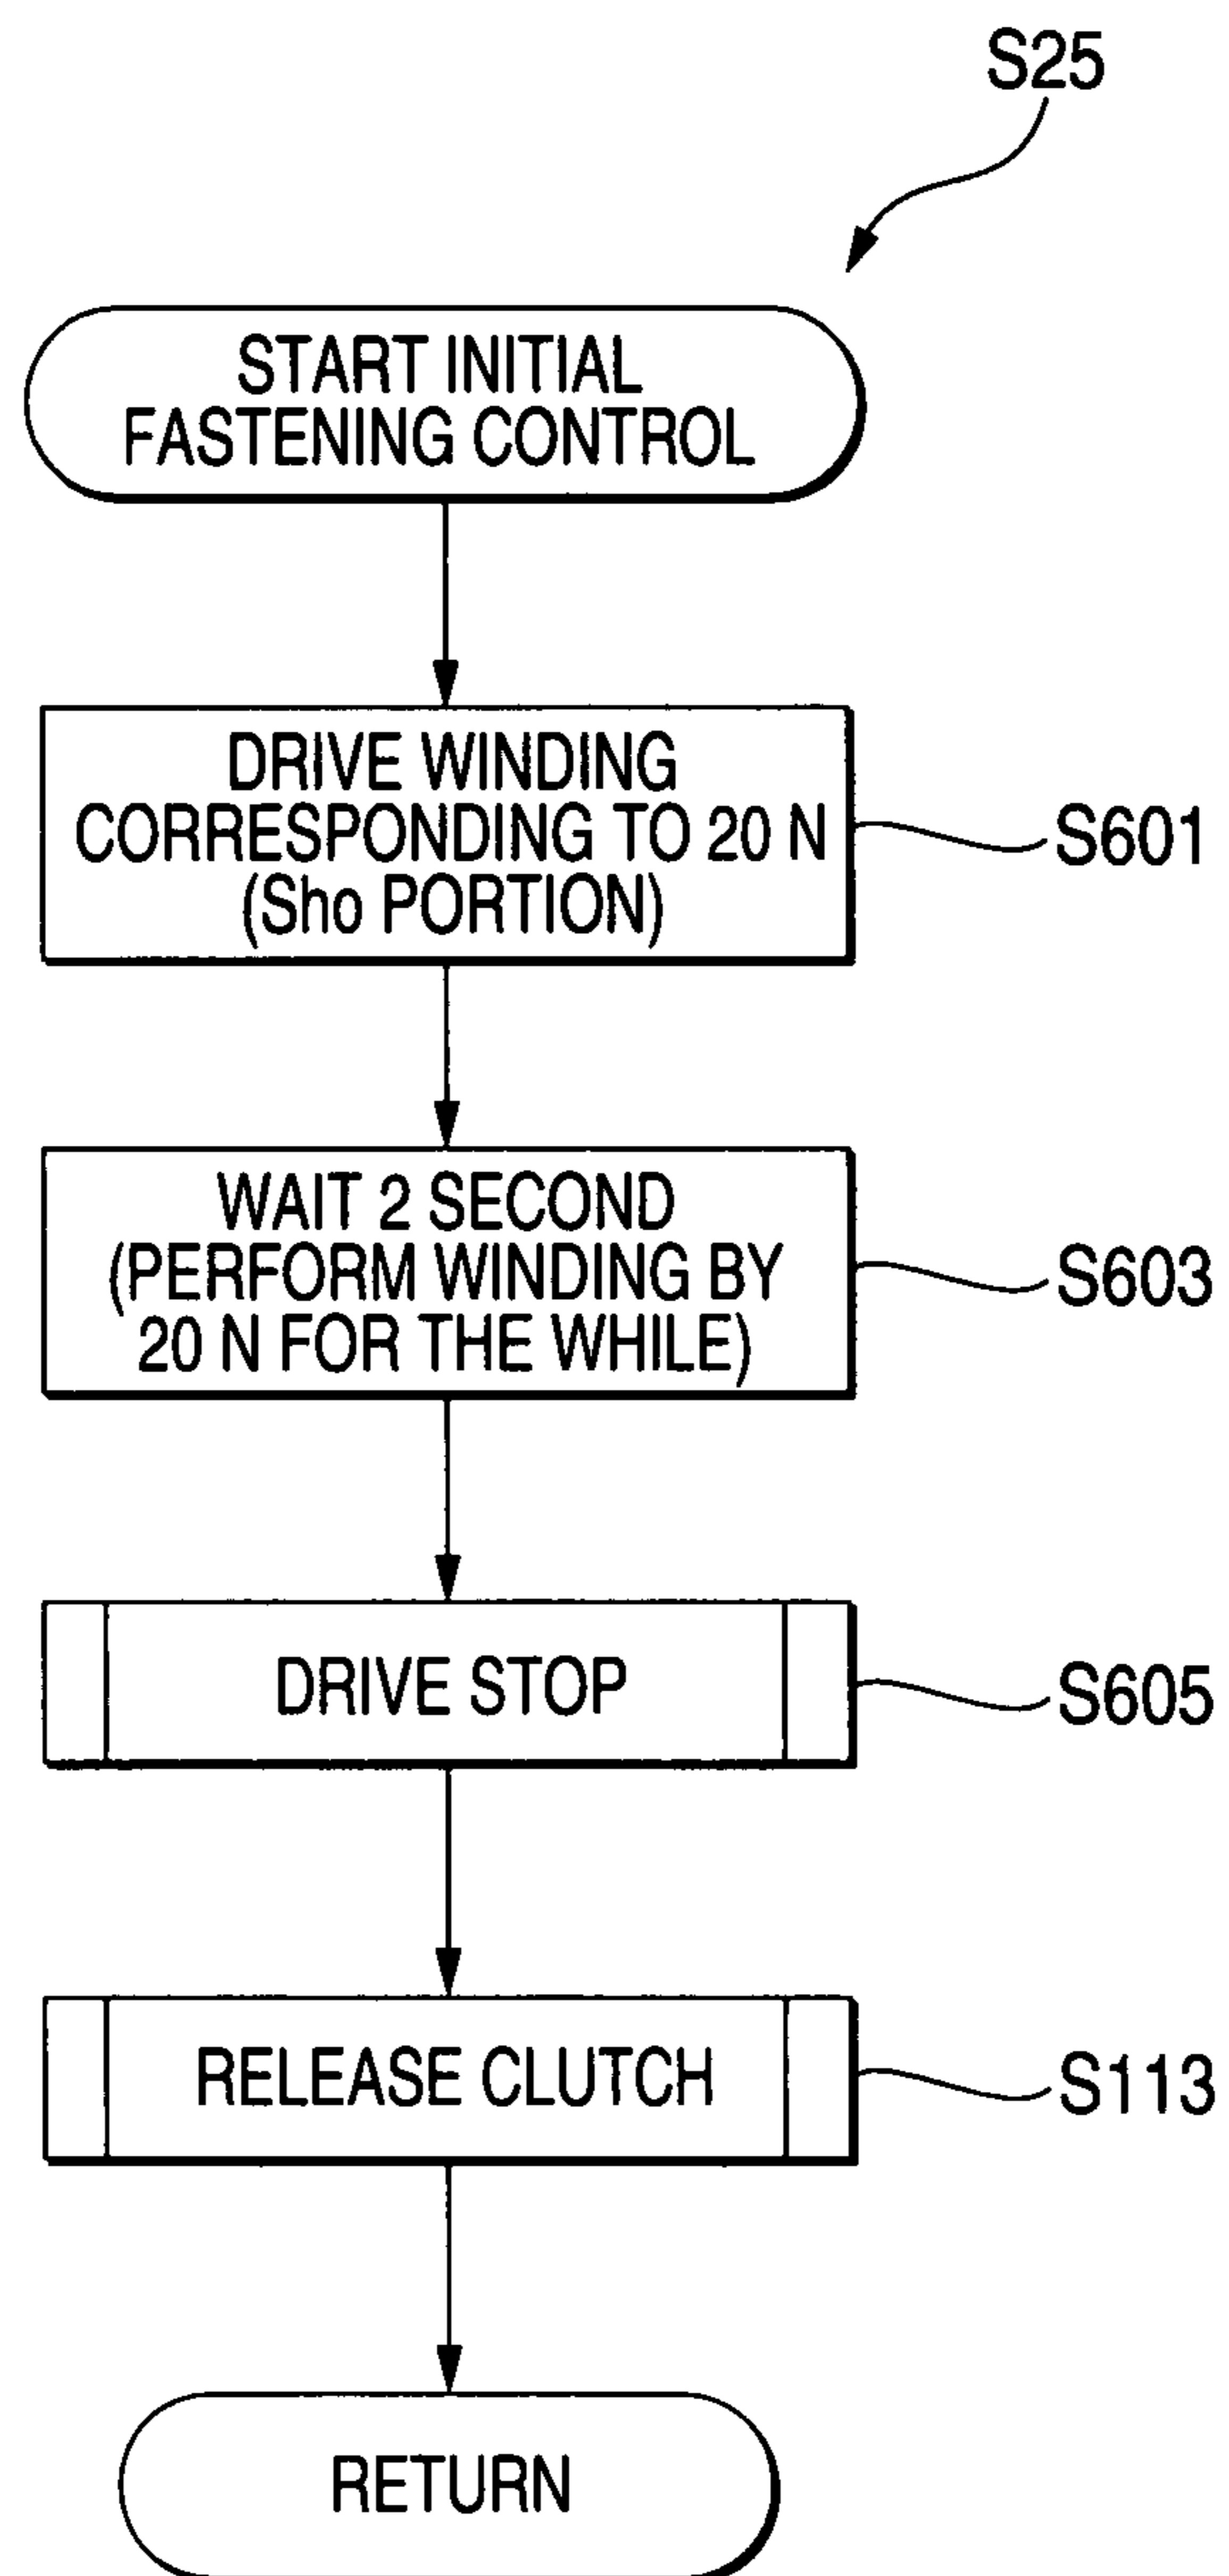 S25
START INITIAL
FASTENING CONTROL
DRIVE WINDING
CORRESPONDING TO 20 N
(Sho PORTION)
S601
WAIT 2 SECOND
(PERFORM WINDING BY
20 N FOR THE WHILE)
S603
DRIVE STOP
S605
RELEASE CLUTCH
S113
RETURN